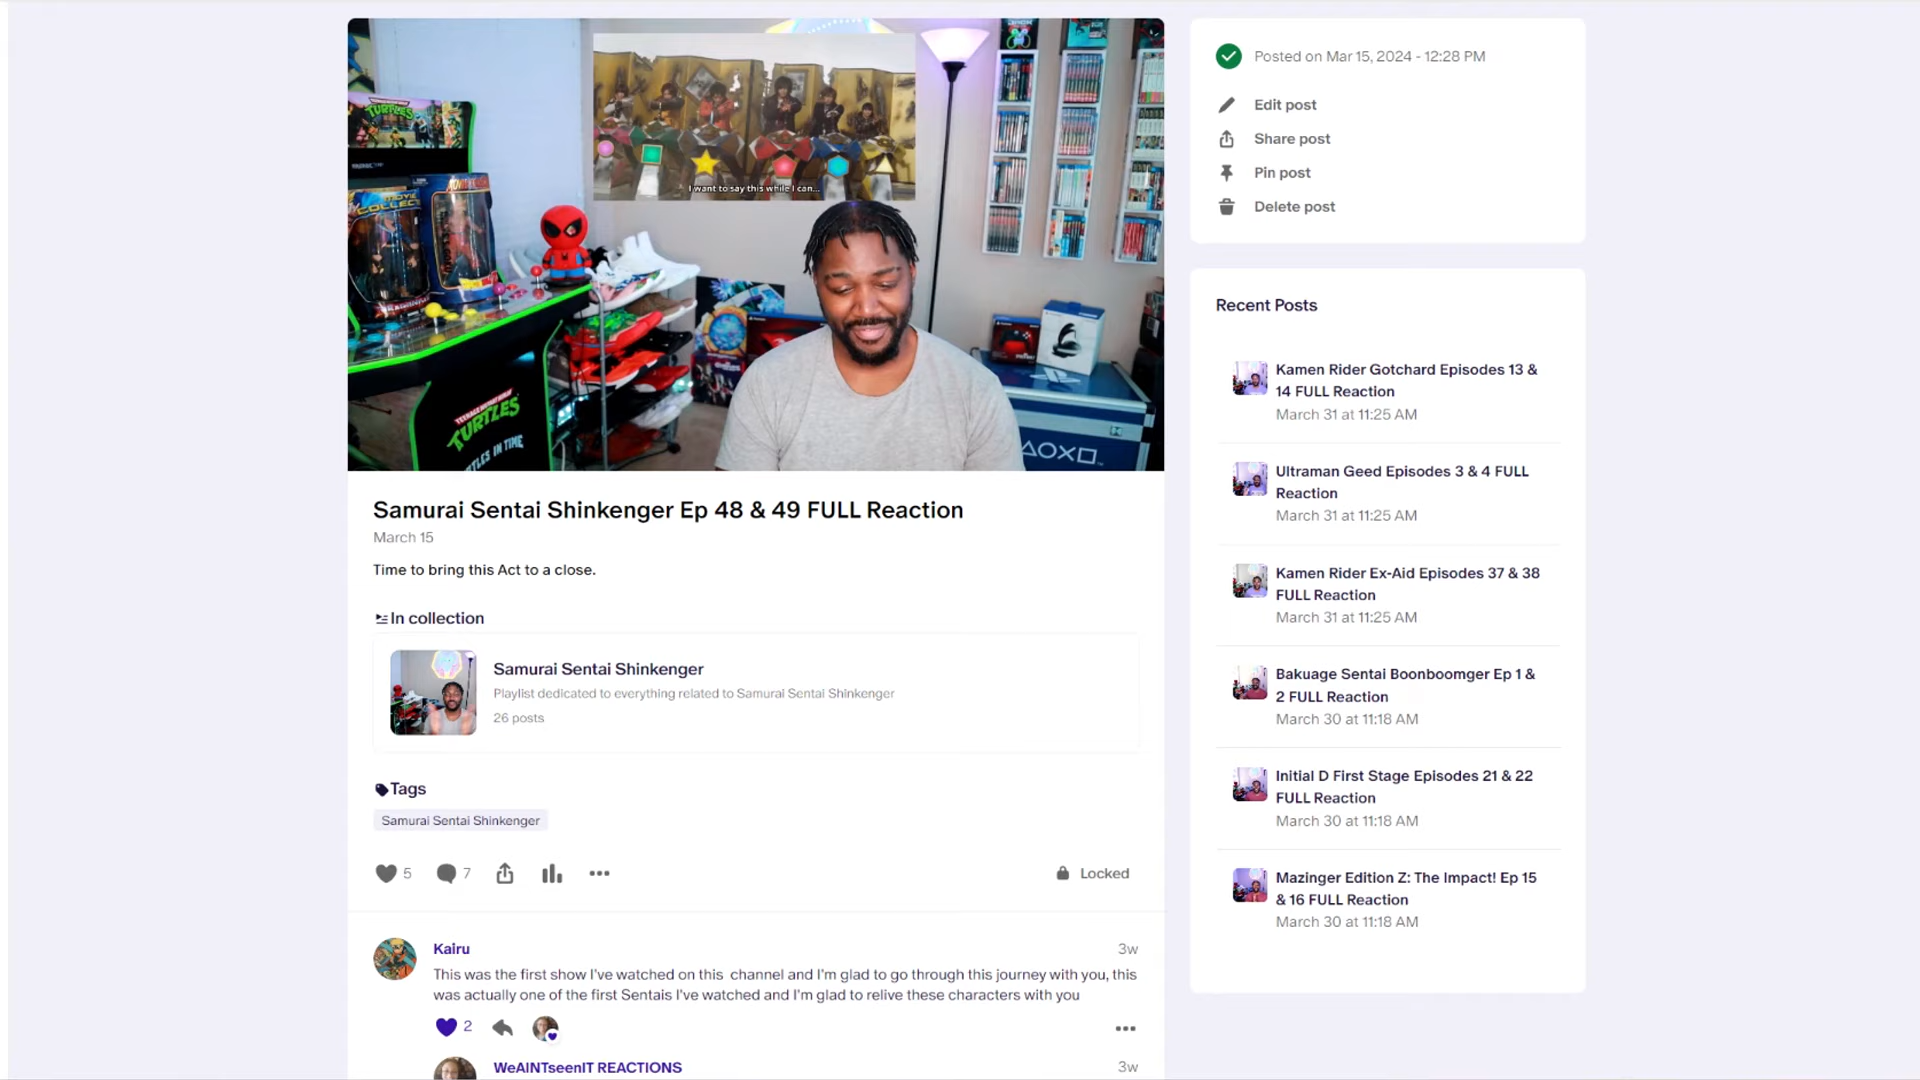 TURTLES
MOVIE
COLLEC
I want to say this while I can...
TEENAGE MUTANT NINJA
TURTLES
TLES IN TIME
Samurai Sentai Shinkenger Ep 48 & 49 FULL Reaction
March 15
Time to bring this Act to a close.
In collection
Samurai Sentai Shinkenger
Playlist dedicated to everything related to Samurai Sentai Shinkenger
26 posts
Tags
Samurai Sentai Shinkenger
5
7
Locked
Kairu
3w
This was the first show I've watched on this channel and I'm glad to go through this journey with you, this
was actually one of the first Sentais I've watched and I'm glad to relive these characters with you
2
WeAINTseenIT REACTIONS
3w
Posted on Mar 15, 2024 - 12:28 PM
Edit post
Share post
Pin post
Delete post
Recent Posts
Kamen Rider Gotchard Episodes 13 &
14 FULL Reaction
March 31 at 11:25 AM
Ultraman Geed Episodes 3 & 4 FULL
Reaction
March 31 at 11:25 AM
Kamen Rider Ex-Aid Episodes 37 & 38
FULL Reaction
March 31 at 11:25 AM
Bakuage Sentai Boonboomger Ep 1 &
2 FULL Reaction
March 30 at 11:18 AM
Initial D First Stage Episodes 21 & 22
FULL Reaction
March 30 at 11:18 AM
Mazinger Edition Z: The Impact! Ep 15
& 16 FULL Reaction
March 30 at 11:18 AM